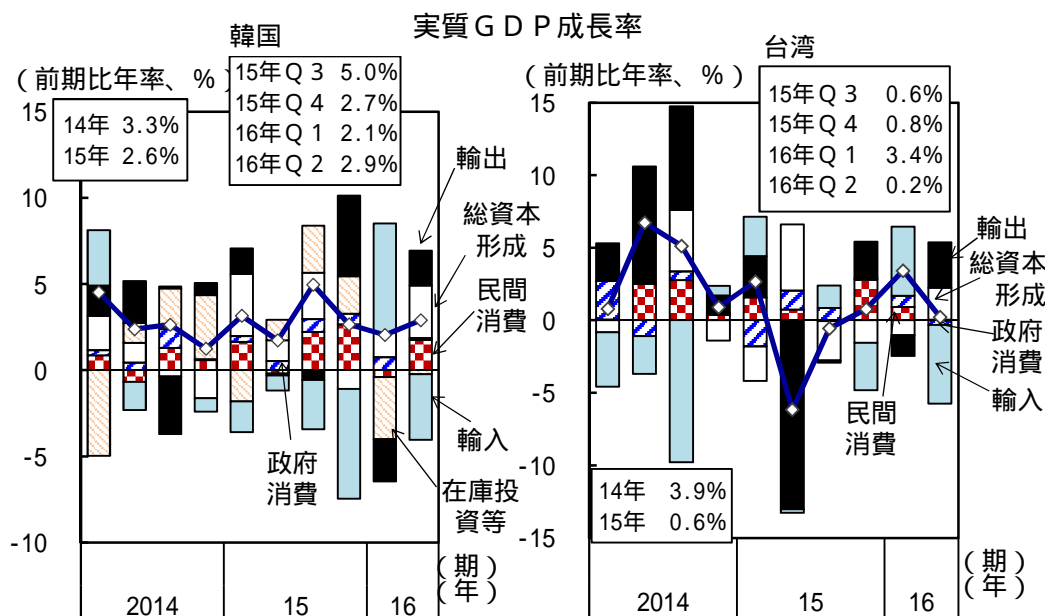 実質ＧＤＰ成長率
韓国
（前期比年率、％）
14年 3.3%
15年 2.6%
15年Ｑ３ 5.0%
15年Ｑ４ 2.7%
16年Ｑ１ 2.1%
16年Ｑ２ 2.9%
15
10
5
0
-5
-10
輸出
総資本
形成
民間
消費
輸入
政府
消費
在庫投
資等
（期）
（年）
2014
15
16
台湾
（前期比年率、％）
15年Ｑ３ 0.6%
15年Ｑ４ 0.8%
16年Ｑ１ 3.4%
16年Ｑ２ 0.2%
15
10
5
0
-5
-10
-15
輸出
総資本
形成
政府
消費
輸入
民間
消費
14年 3.9%
15年 0.6%
（期）
（年）
2014
15
16